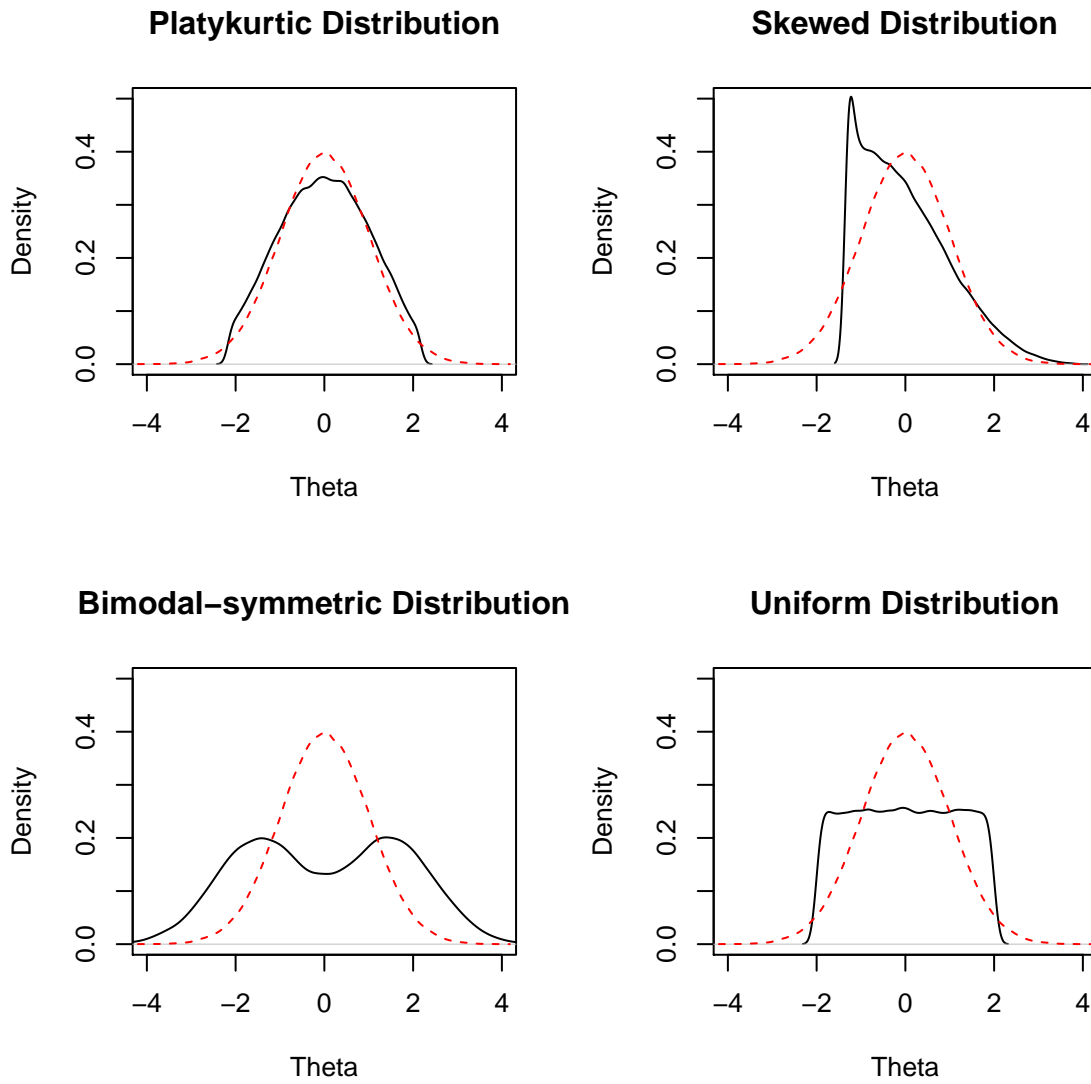 Platykurtic Distribution
Density
0.0 0.2 0.4
−4 −2 0 2 4
Theta
Skewed Distribution
Density
0.0 0.2 0.4
−4 −2 0 2 4
Theta
Bimodal−symmetric Distribution
Density
0.0 0.2 0.4
−4 −2 0 2 4
Theta
Uniform Distribution
Density
0.0 0.2 0.4
−4 −2 0 2 4
Theta